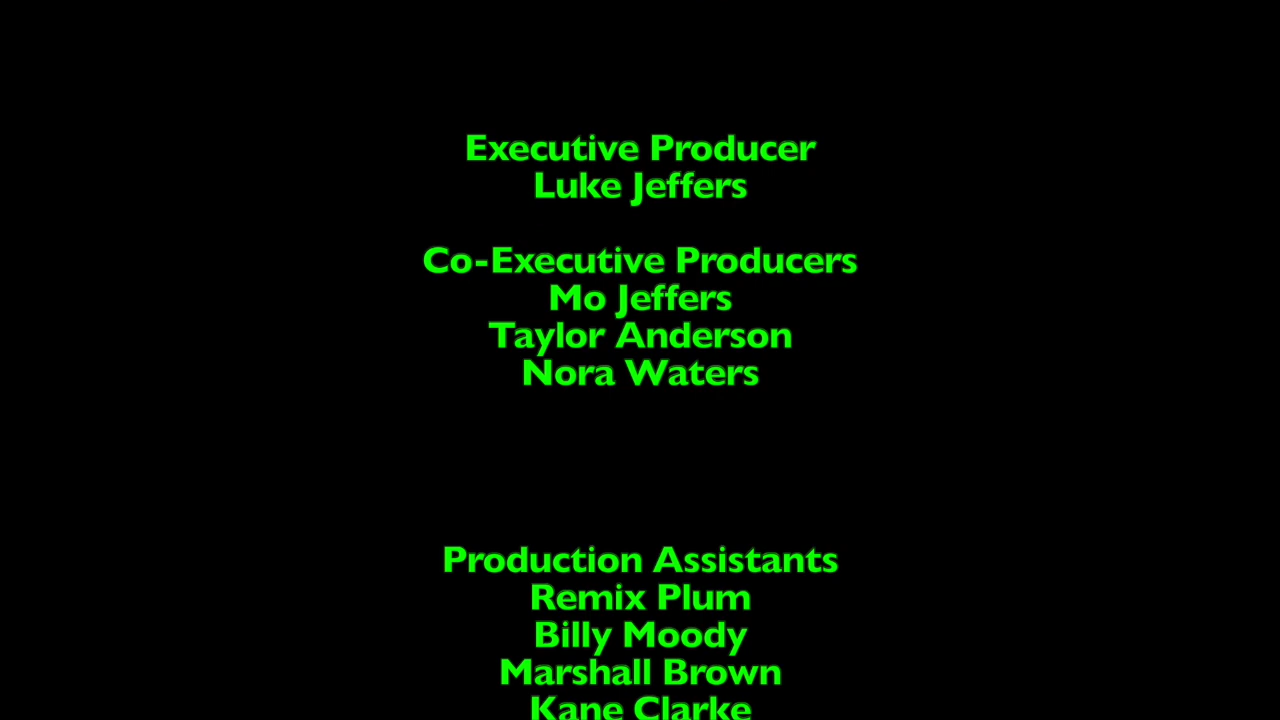 Executive Producer
Luke Jeffers
Co-Executive Producers
Mo Jeffers
Taylor Anderson
Nora Waters
Production Assistants
Remix Plum
Billy Moody
Marshall Brown
Kane Clarke